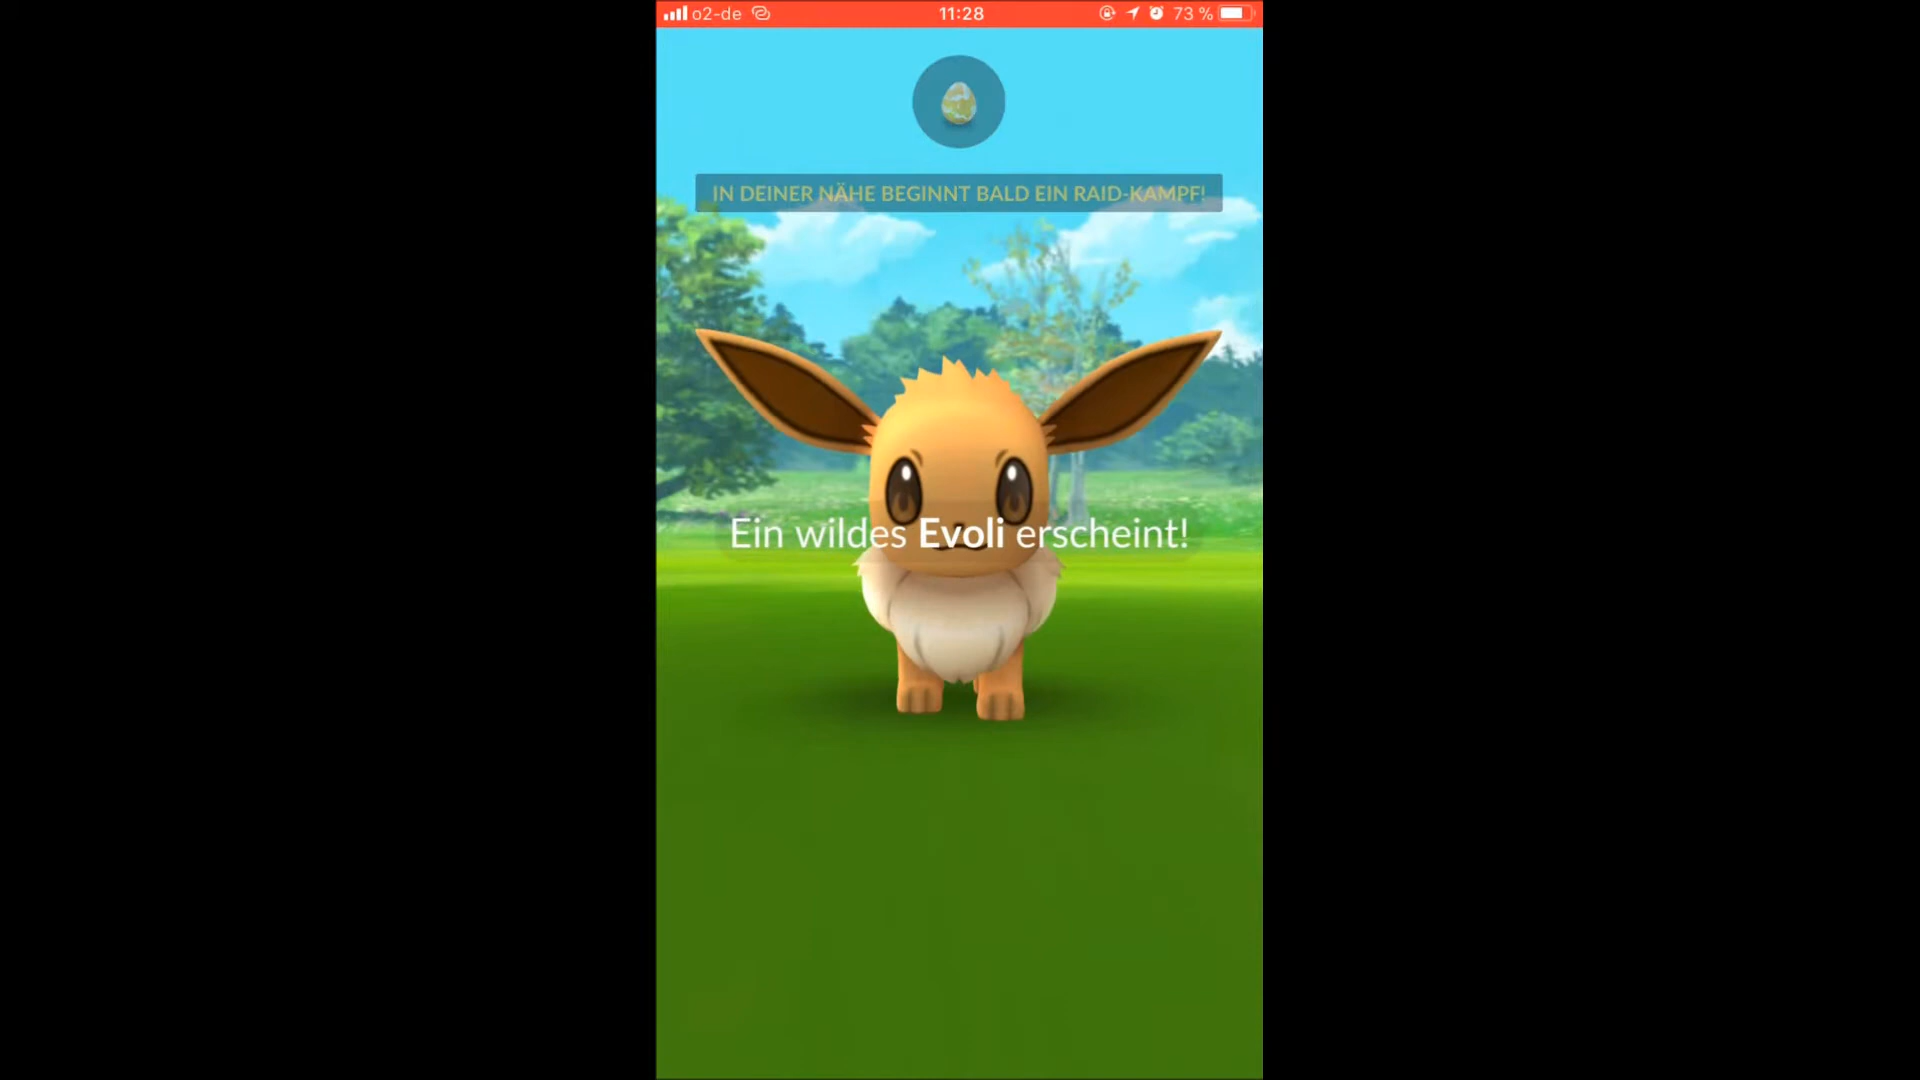 o2-de 11:28 73 %
IN DEINER NÄHE BEGINNT BALD EIN RAID-KAMPF!
Ein wildes Evoli erscheint!